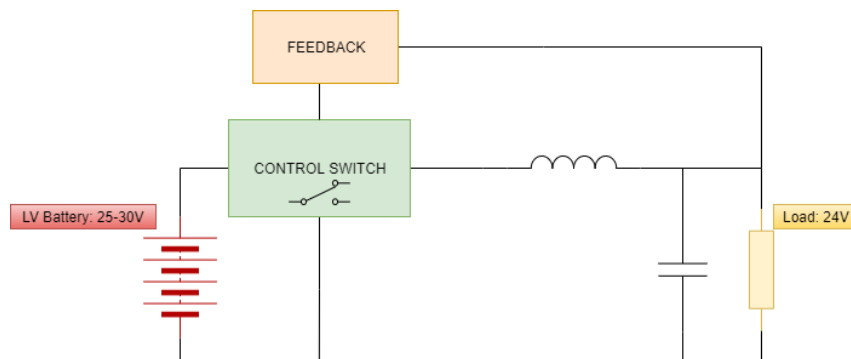 FEEDBACK
CONTROL SWITCH
LV Battery: 25-30V
Load: 24V